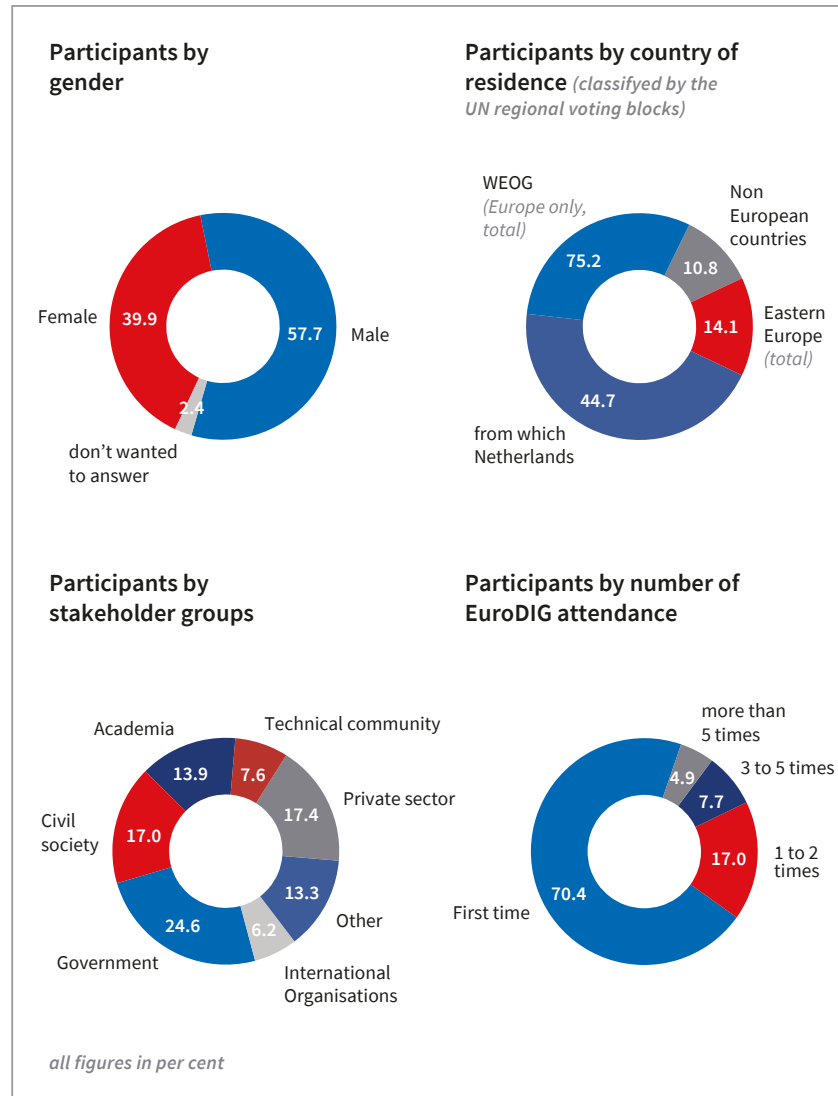 Participants by
gender
Female
39.9
57.7
Male
2.4
don't wanted
to answer
Participants by country of
residence (classifyed by the
UN regional voting blocks)
WEOG
(Europe only,
total)
75.2
Non
European
countries
10.8
14.1
Eastern
Europe
(total)
44.7
from which
Netherlands
Participants by
stakeholder groups
Academia
13.9
Technical community
7.6
Private sector
17.4
Civil
society
17.0
13.3
Other
24.6
Government
6.2
International
Organisations
Participants by number of
EuroDIG attendance
more than
5 times
4.9
3 to 5 times
7.7
17.0
1 to 2
times
First time
70.4
all figures in per cent